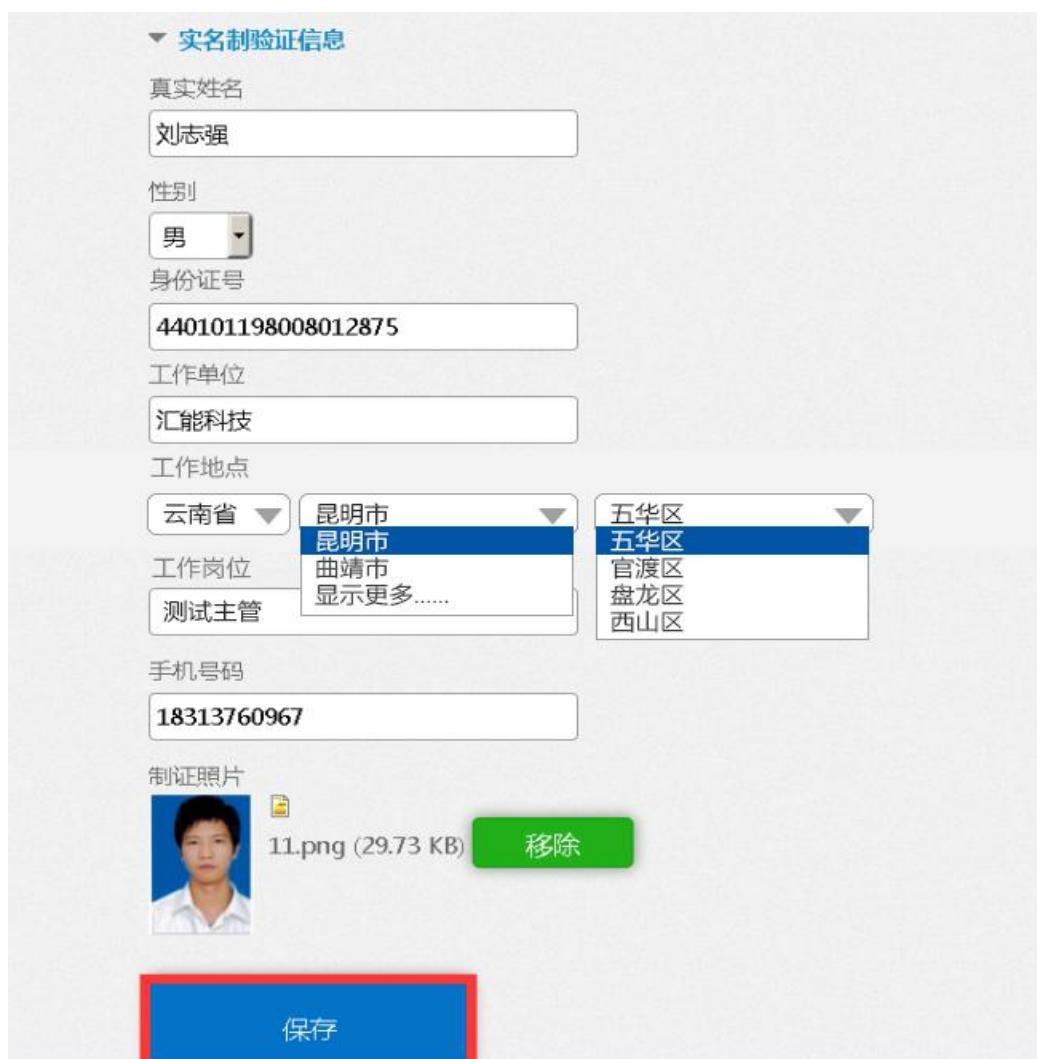 实名制验证信息
真实姓名
刘志强
性别
男
身份证号
440101198008012875
工作单位
汇能科技
工作地点
云南省 昆明市 五华区
昆明市 五华区
曲靖市 官渡区
显示更多...... 盘龙区
西山区
工作岗位
测试主管
手机号码
18313760967
制证照片
11.png (29.73 KB) 移除
保存